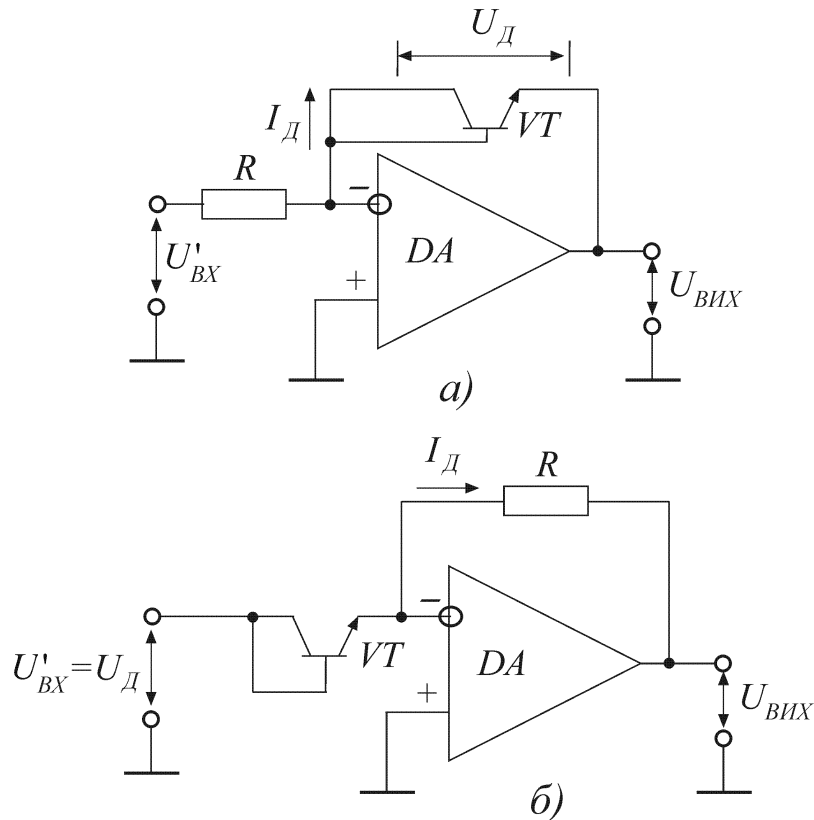 U_Д
I_Д
VT
R
−
DA
U'_ВХ
+
U_ВИХ
а)
I_Д
R
−
VT
DA
U'_ВХ=U_Д
+
U_ВИХ
б)